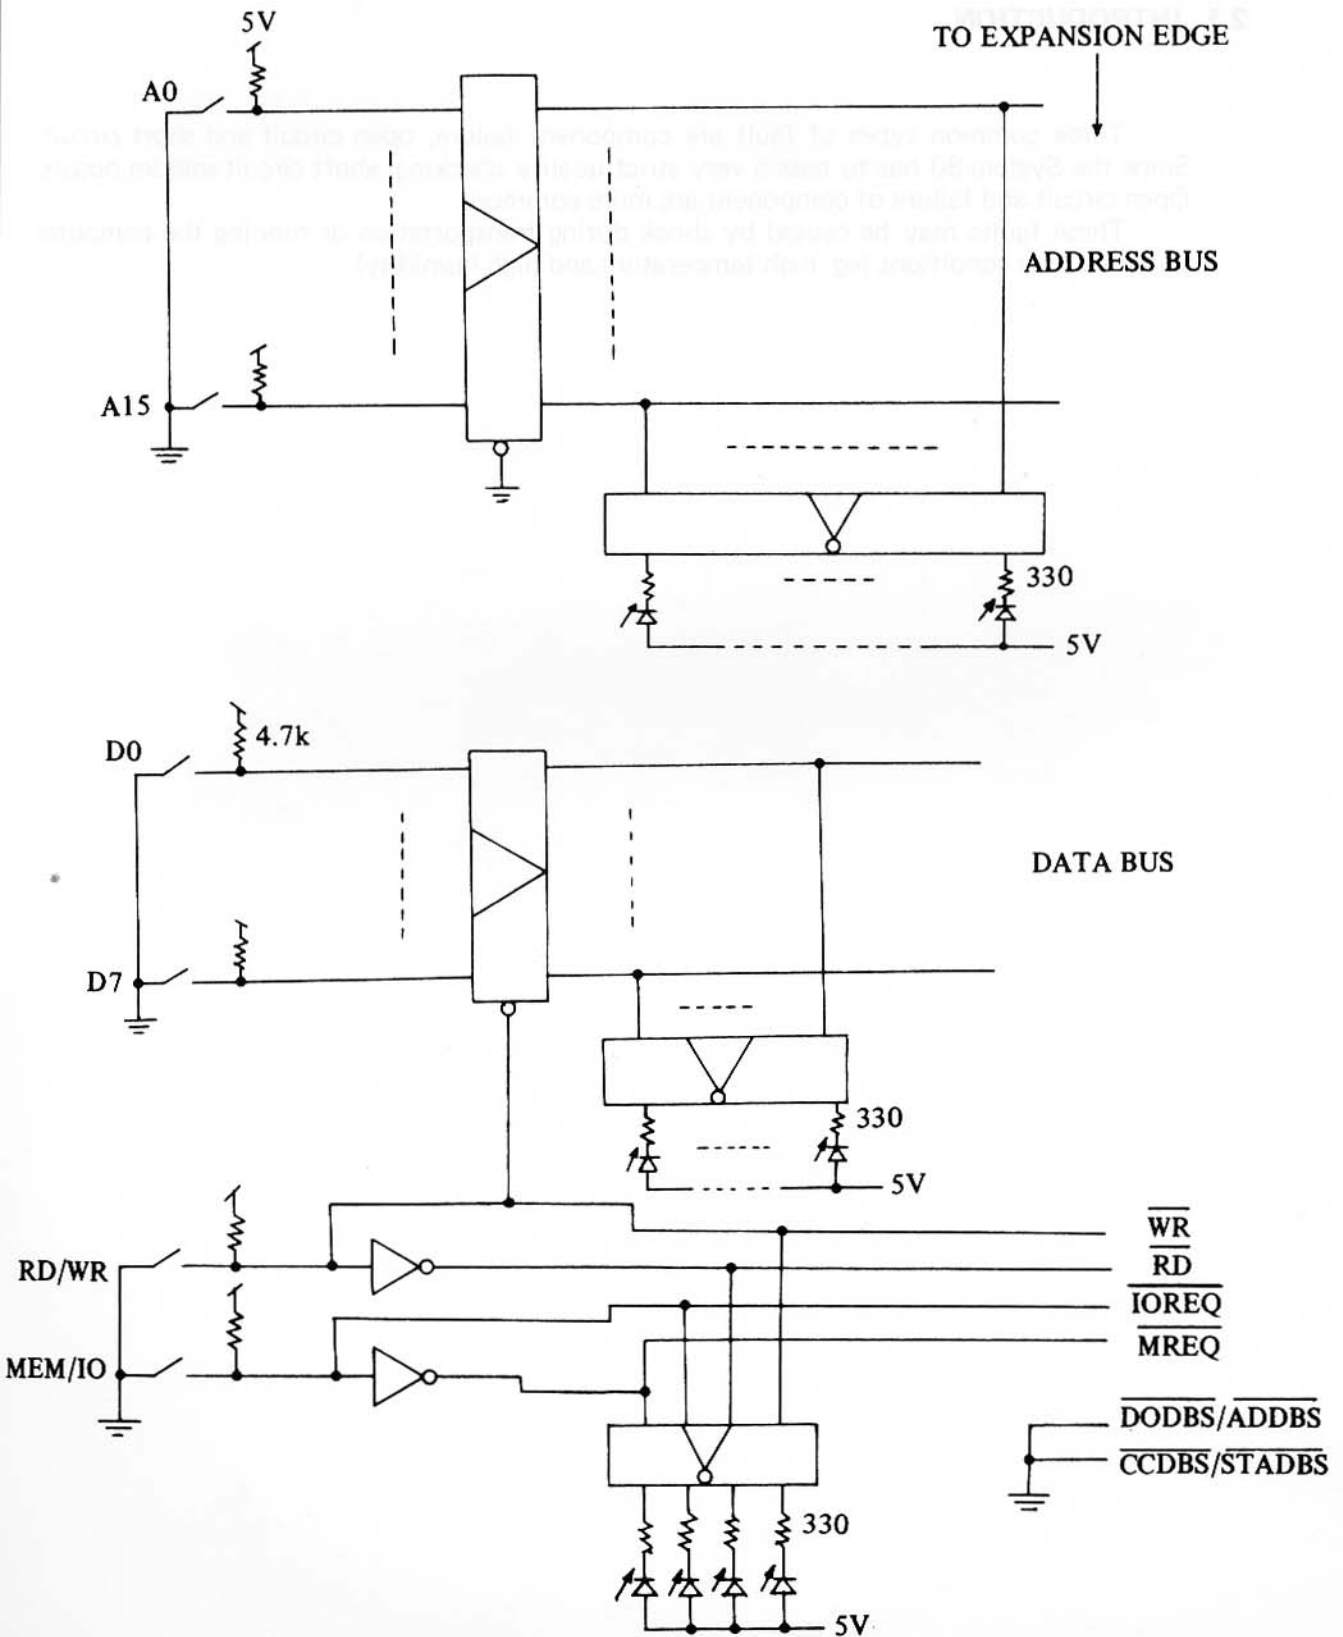 5V
TO EXPANSION EDGE
A0
ADDRESS BUS
A15
330
5V
D0
4.7k
DATA BUS
D7
330
5V
WR
RD/WR
RD
IOREQ
MEM/IO
MREQ
DODBS/ADDBS
CCDBS/STADBS
330
5V